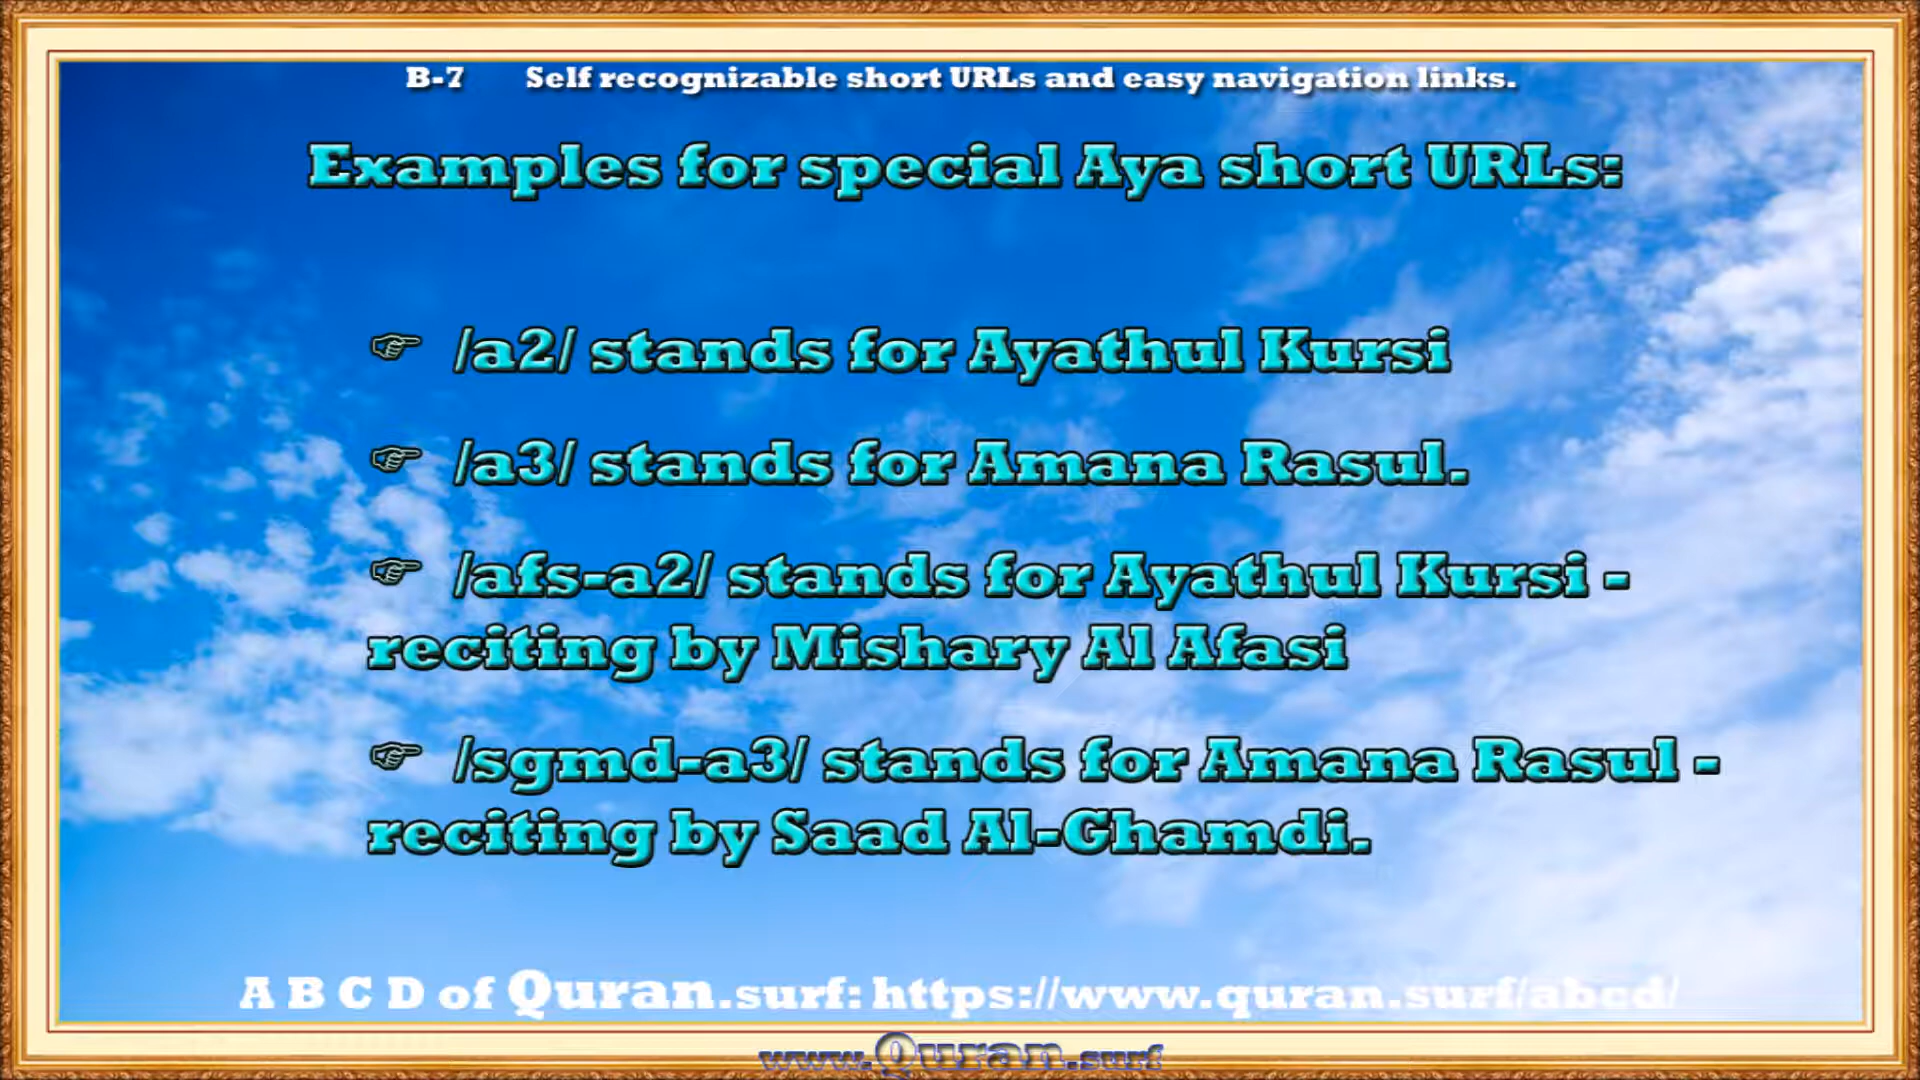 B-7 Self recognizable short URLs and easy navigation links.
Examples for special Aya short URLs:
☞ /a2/ stands for Ayathul Kursi
☞ /a3/ stands for Amana Rasul.
☞ /afs-a2/ stands for Ayathul Kursi -
reciting by Mishary Al Afasi
☞ /sgmd-a3/ stands for Amana Rasul -
reciting by Saad Al-Ghamdi.
A B C D of Quran.surf: https://www.quran.surf/abcd/
www.Quran.surf